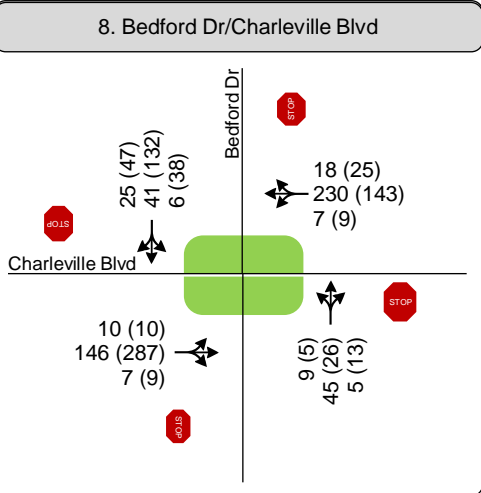 8. Bedford Dr/Charleville Blvd
Bedford Dr
STOP
25 (47)
41 (132)
6 (38)
18 (25)
230 (143)
7 (9)
STOP
Charleville Blvd
STOP
10 (10)
146 (287)
7 (9)
9 (5)
45 (26)
5 (13)
STOP